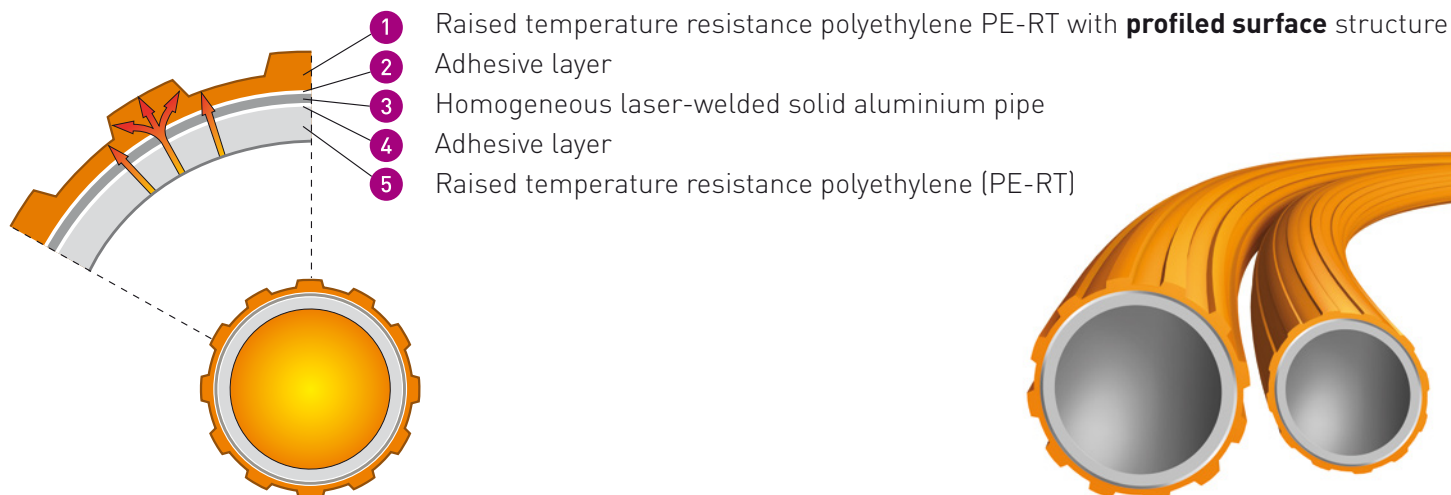 1 Raised temperature resistance polyethylene PE-RT with profiled surface structure
2 Adhesive layer
3 Homogeneous laser-welded solid aluminium pipe
4 Adhesive layer
5 Raised temperature resistance polyethylene (PE-RT)